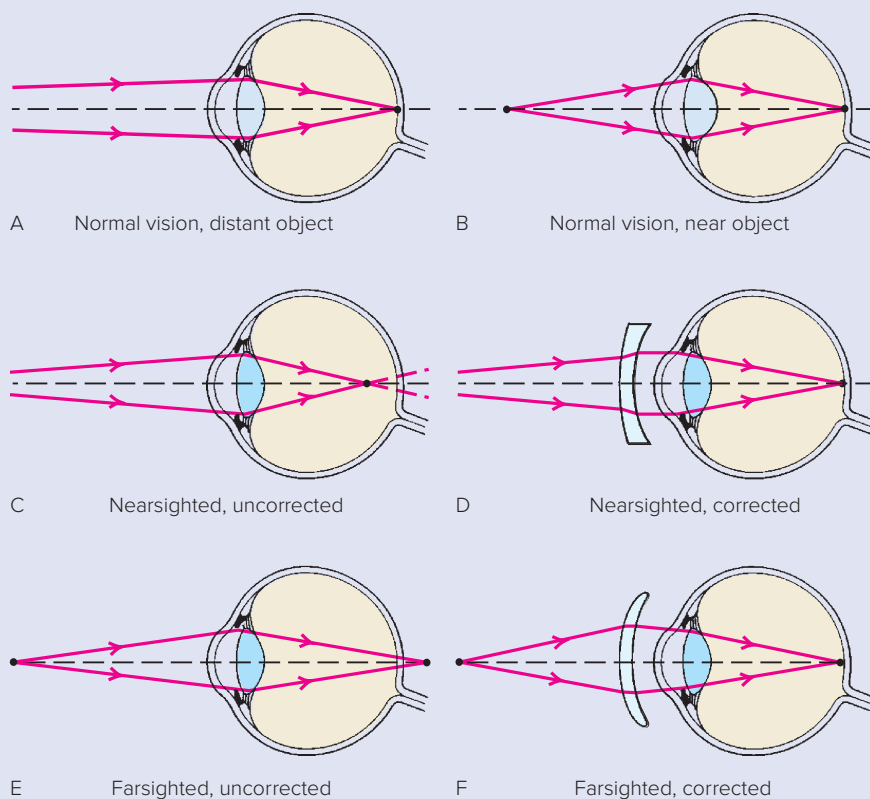 A Normal vision, distant object
B Normal vision, near object
C Nearsighted, uncorrected
D Nearsighted, corrected
E Farsighted, uncorrected
F Farsighted, corrected